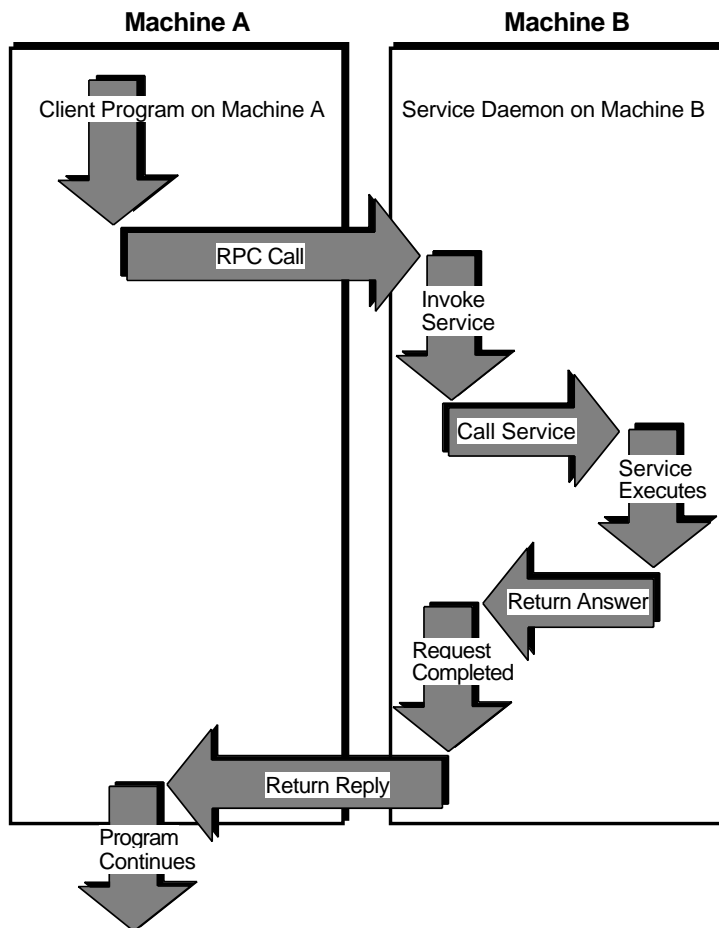 Machine A
Machine B
Client Program on Machine A
Service Daemon on Machine B
RPC Call
Invoke
Service
Call Service
Service
Executes
Return Answer
Request
Completed
Return Reply
Program
Continues